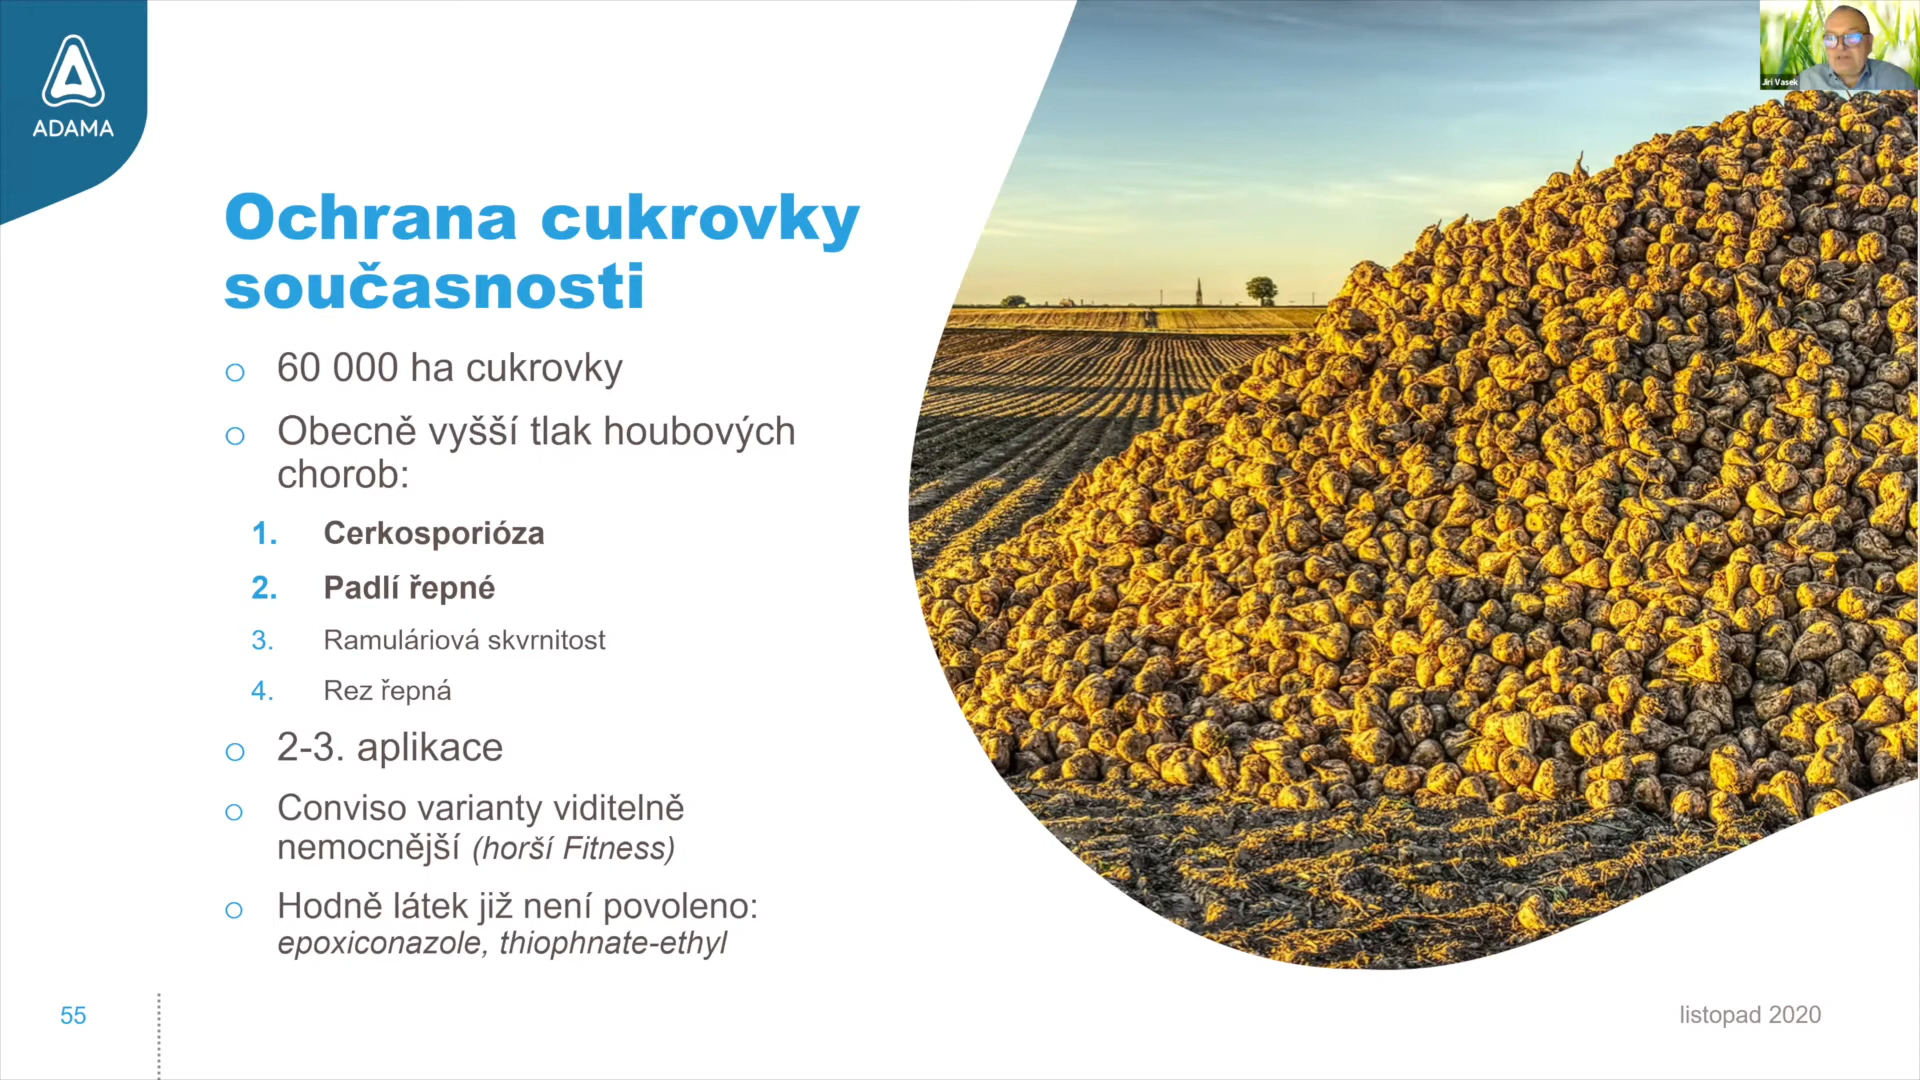 ADAMA
Jiri Vasek
Ochrana cukrovky
současnosti
60 000 ha cukrovky
Obecně vyšší tlak houbových
chorob:
1. Cerkosporióza
2. Padlí řepné
3. Ramuláriová skvrnitost
4. Rez řepná
2-3. aplikace
Conviso varianty viditelně
nemocnější (horší Fitness)
Hodně látek již není povoleno:
epoxiconazole, thiophnate-ethyl
55
listopad 2020